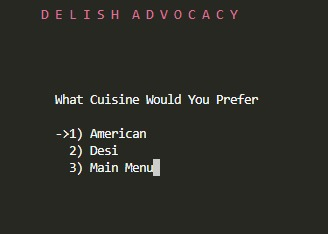 D E L I S H  A D V O C A C Y
What Cuisine Would You Prefer
->1) American
2) Desi
3) Main Menu